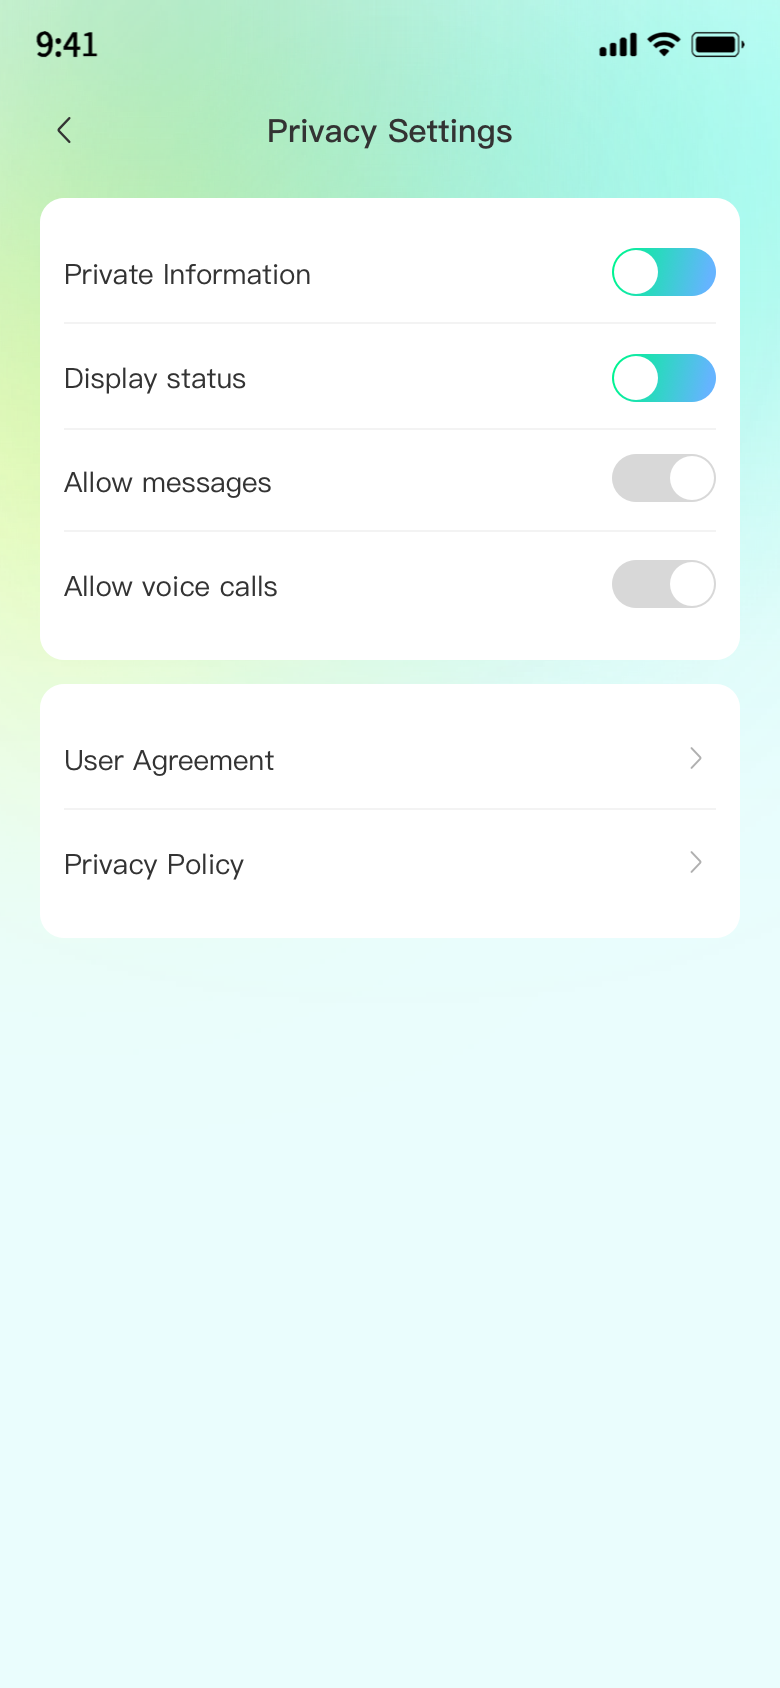 9:41
Privacy Settings
Private Information
Display status
Allow messages
Allow voice calls
User Agreement
Privacy Policy